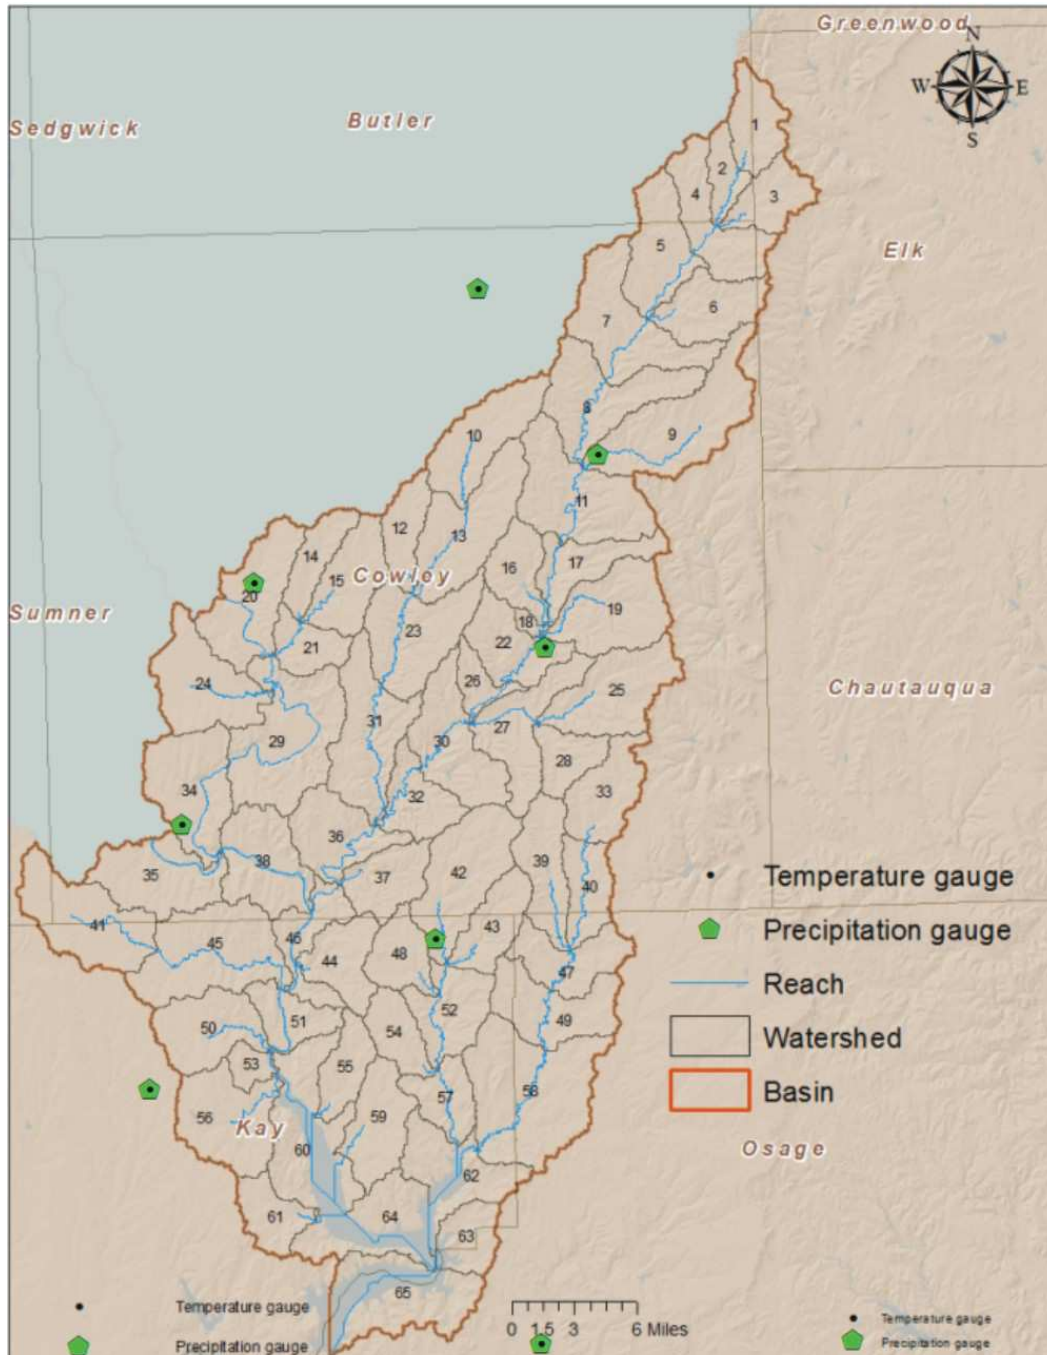 Greenwood
N
W E
S
Sedgwick
Butler
1
2
4
3
5
Elk
6
7
8
10
9
11
12
13
14
15
16
17
Cowley
20
19
18
23
Sumner
21
22
24
26
25
Chautauqua
31
27
29
30
28
34
32
33
36
38
35
37
42
39
40
Temperature gauge
41
43
Precipitation gauge
45
46
44
48
47
Reach
52
50
51
54
49
Watershed
53
55
57
58
Basin
56
59
Kay
60
Osage
62
61
64
63
65
Temperature gauge
Precipitation gauge
0 1.5 3 6 Miles
Temperature gauge
Precipitation gauge